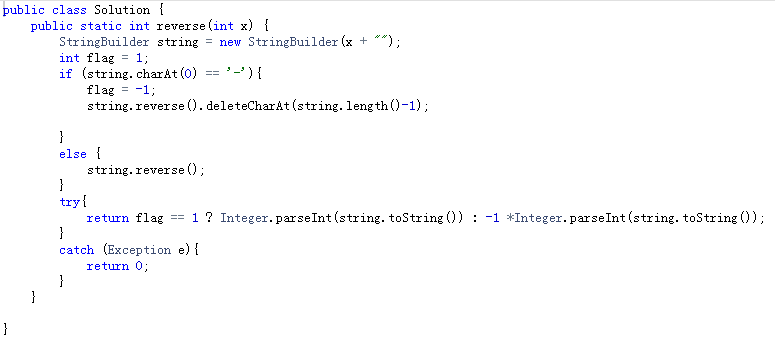 public class Solution {
    public static int reverse(int x) {
        StringBuilder string = new StringBuilder(x + "");
        int flag = 1;
        if (string.charAt(0) == '-'){
            flag = -1;
            string.reverse().deleteCharAt(string.length()-1);
        }
        else {
            string.reverse();
        }
        try{
            return flag == 1 ? Integer.parseInt(string.toString()) : -1 *Integer.parseInt(string.toString());
        }
        catch (Exception e){
            return 0;
        }
    }
}